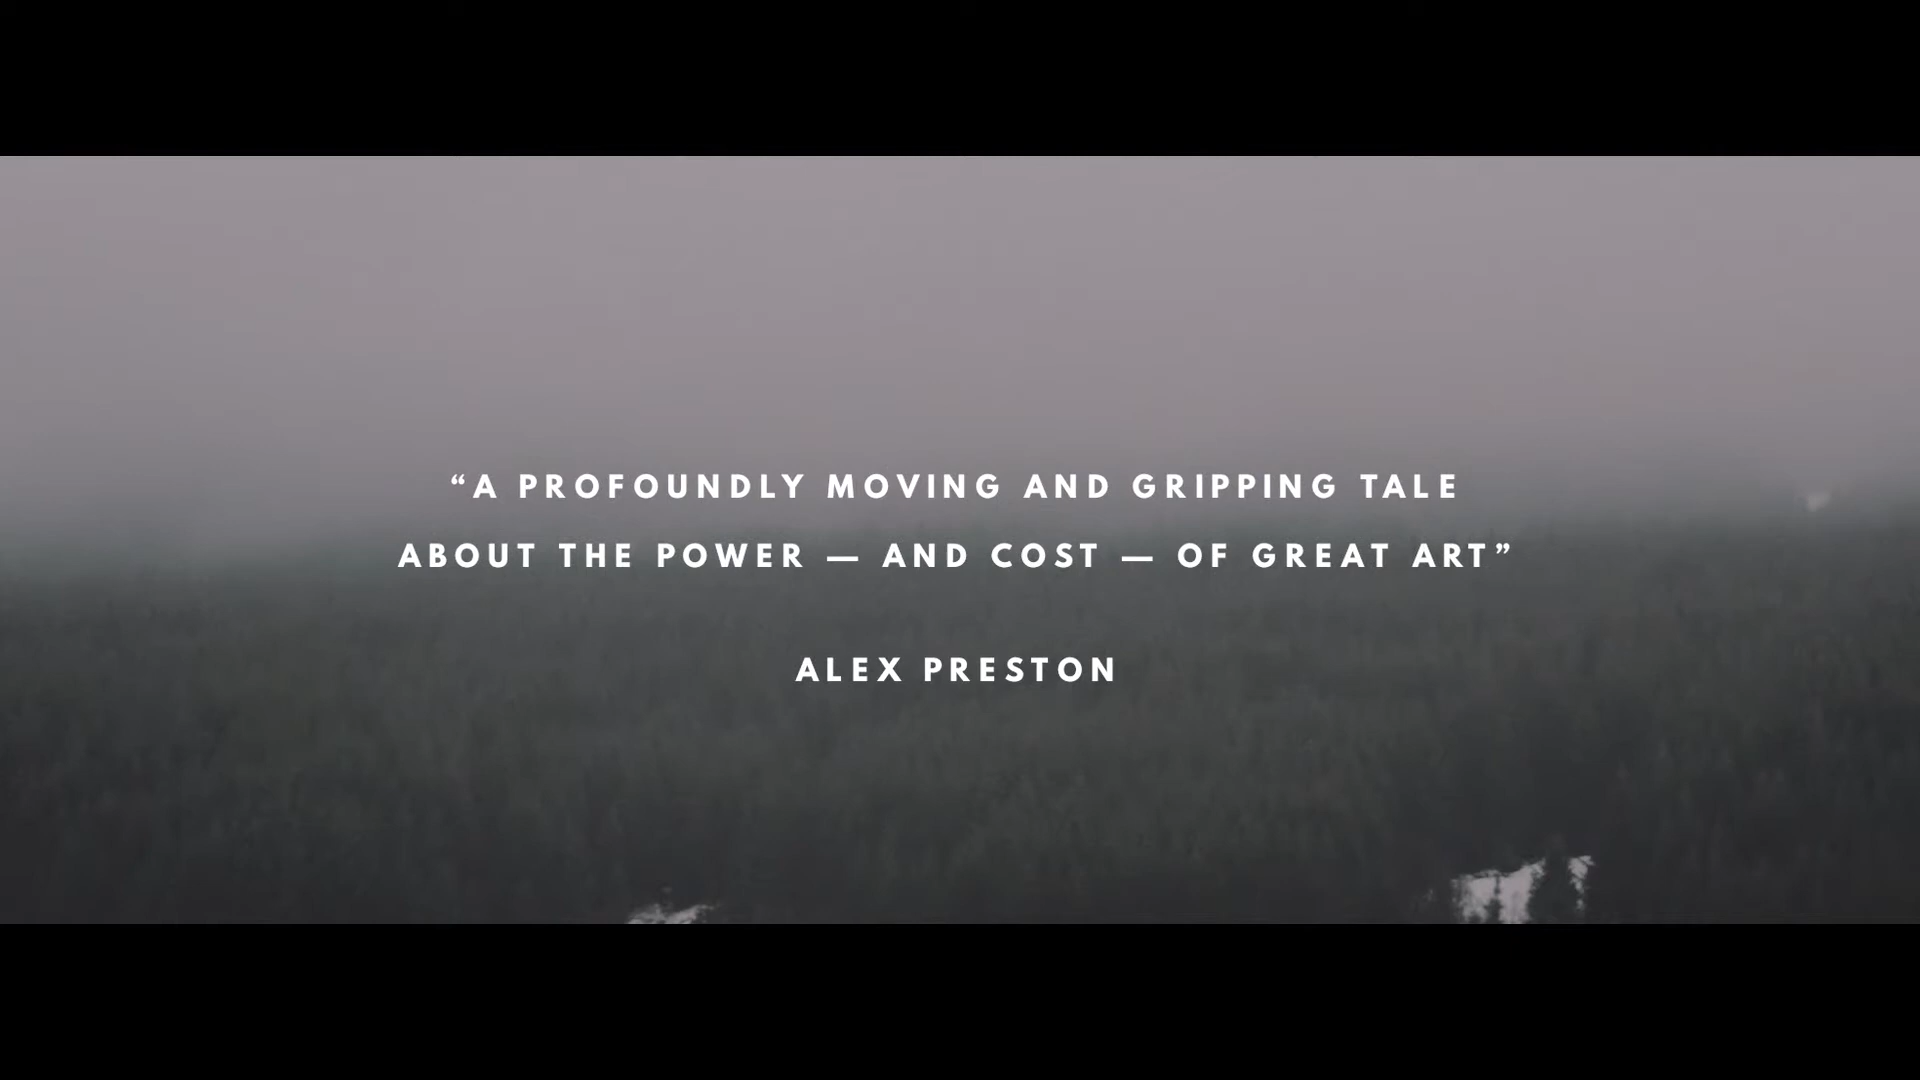 “A PROFOUNDLY MOVING AND GRIPPING TALE
ABOUT THE POWER — AND COST — OF GREAT ART”
ALEX PRESTON